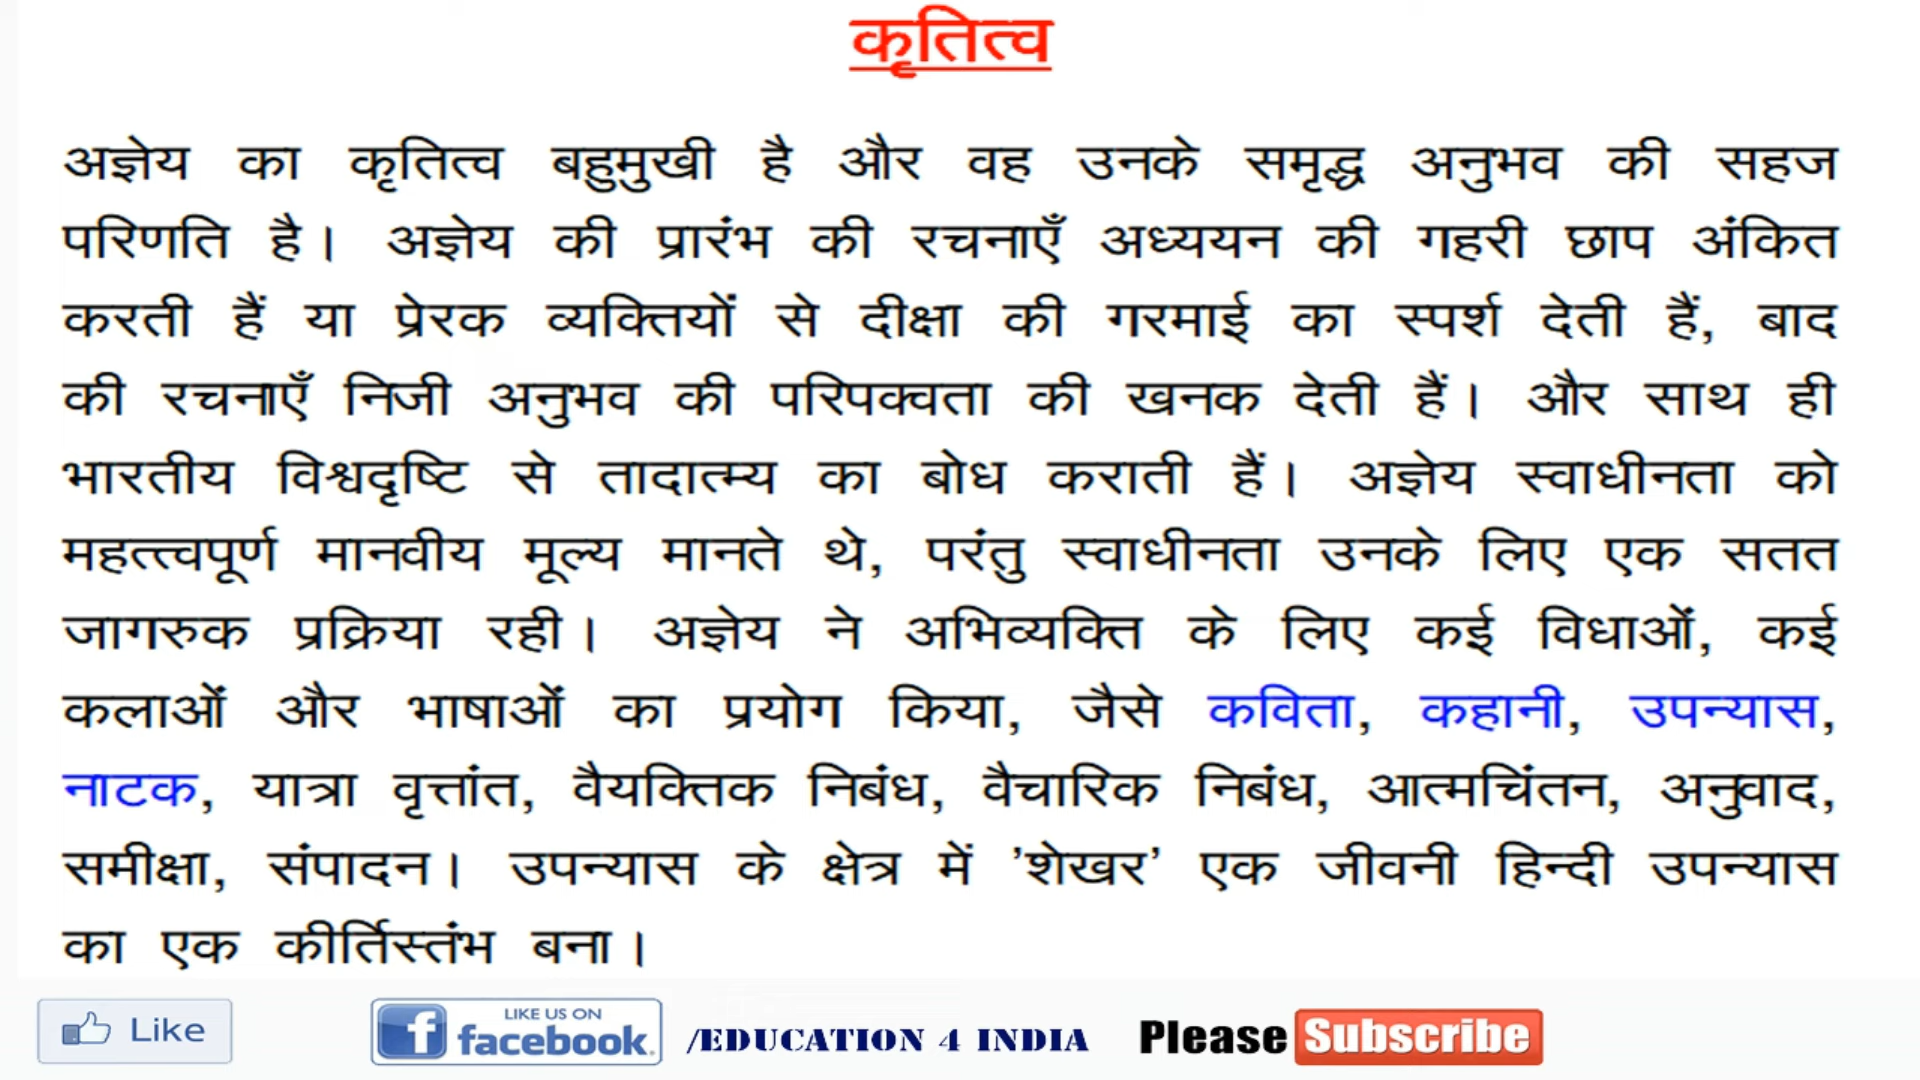 कृतित्व
अज्ञेय का कृतित्व बहुमुखी है और वह उनके समृद्ध अनुभव की सहज
परिणति है। अज्ञेय की प्रारंभ की रचनाएँ अध्ययन की गहरी छाप अंकित
करती हैं या प्रेरक व्यक्तियों से दीक्षा की गरमाई का स्पर्श देती हैं, बाद
की रचनाएँ निजी अनुभव की परिपक्वता की खनक देती हैं। और साथ ही
भारतीय विश्वदृष्टि से तादात्म्य का बोध कराती हैं। अज्ञेय स्वाधीनता को
महत्त्वपूर्ण मानवीय मूल्य मानते थे, परंतु स्वाधीनता उनके लिए एक सतत
जागरुक प्रक्रिया रही। अज्ञेय ने अभिव्यक्ति के लिए कई विधाओं, कई
कलाओं और भाषाओं का प्रयोग किया, जैसे कविता, कहानी, उपन्यास,
नाटक, यात्रा वृत्तांत, वैयक्तिक निबंध, वैचारिक निबंध, आत्मचिंतन, अनुवाद,
समीक्षा, संपादन। उपन्यास के क्षेत्र में ’शेखर’ एक जीवनी हिन्दी उपन्यास
का एक कीर्तिस्तंभ बना।
Like
LIKE US ON
facebook.
/EDUCATION 4 INDIA
Please Subscribe